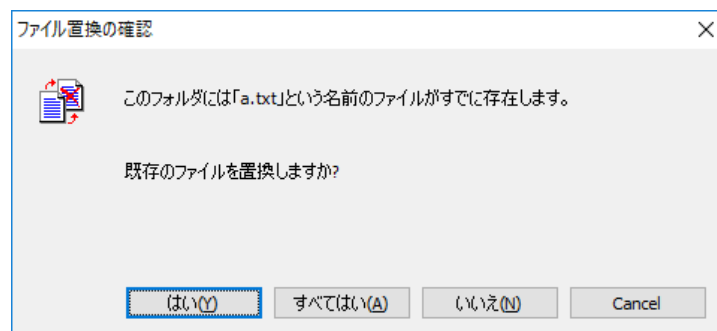 ファイル置換の確認
このフォルダには「a.txt」という名前のファイルがすでに存在します。
既存のファイルを置換しますか?
はい(Y) すべてはい(A) いいえ(N) Cancel